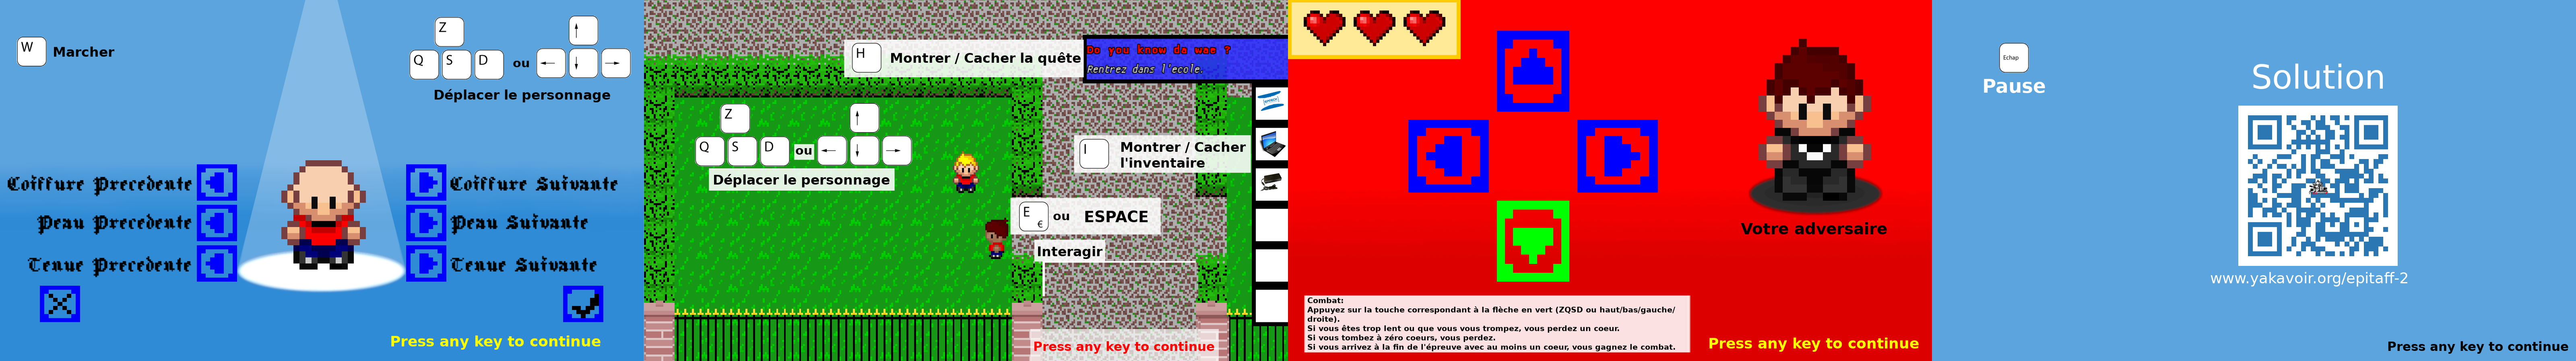 W Marcher
Z
↑
Q S D ou ← ↓ →
Déplacer le personnage
Coiffure Precedente
Coiffure Suivante
Peau Precedente
Peau Suivante
Tenue Precedente
Tenue Suivante
Press any key to continue
H Montrer / Cacher la quête
Do you know da wae ?
Rentrez dans l'ecole.
Z
↑
Q S D ou ← ↓ →
Déplacer le personnage
I Montrer / Cacher
l'inventaire
E € ou ESPACE
Interagir
Press any key to continue
Votre adversaire
Combat:
Appuyez sur la touche correspondant à la flèche en vert (ZQSD ou haut/bas/gauche/
droite).
Si vous êtes trop lent ou que vous vous trompez, vous perdez un coeur.
Si vous tombez à zéro coeurs, vous perdez.
Si vous arrivez à la fin de l'épreuve avec au moins un coeur, vous gagnez le combat.
Press any key to continue
Echap
Pause
Solution
www.yakavoir.org/epitaff-2
Press any key to continue